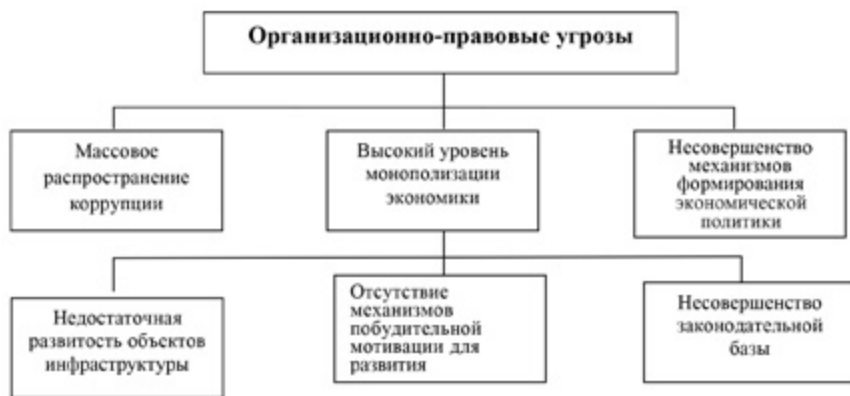 Организационно-правовые угрозы
Массовое
распространение
коррупции
Высокий уровень
монополизации
экономики
Несовершенство
механизмов
формирования
экономической
политики
Недостаточная
развитость объектов
инфраструктуры
Отсутствие
механизмов
побудительной
мотивации для
развития
Несовершенство
законодательной
базы